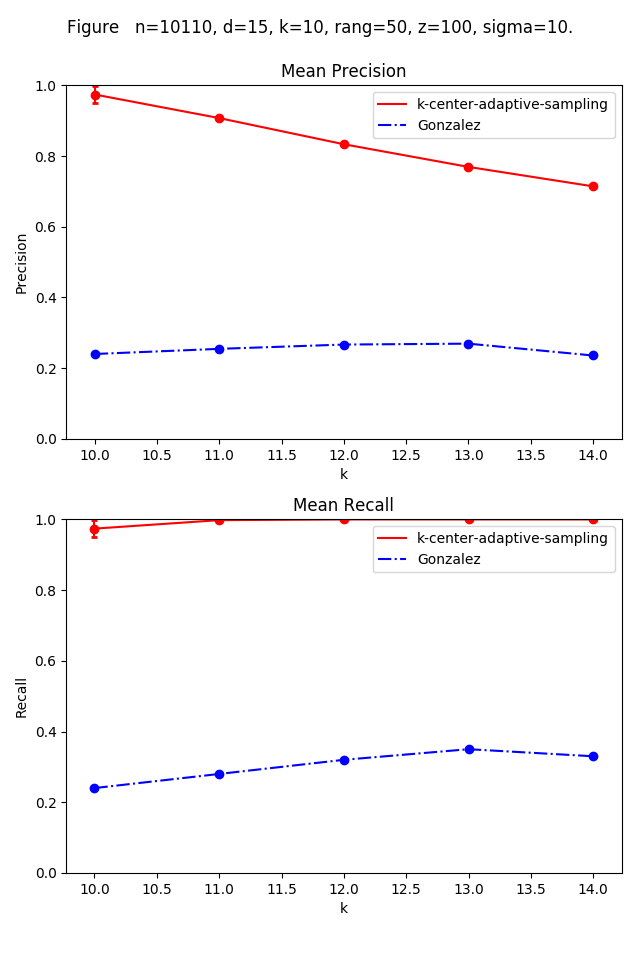 Figure   n=10110, d=15, k=10, rang=50, z=100, sigma=10.
Mean Precision
k-center-adaptive-sampling
Gonzalez
Precision
1.0
0.8
0.6
0.4
0.2
0.0
10.0 10.5 11.0 11.5 12.0 12.5 13.0 13.5 14.0
k
Mean Recall
k-center-adaptive-sampling
Gonzalez
Recall
1.0
0.8
0.6
0.4
0.2
0.0
10.0 10.5 11.0 11.5 12.0 12.5 13.0 13.5 14.0
k